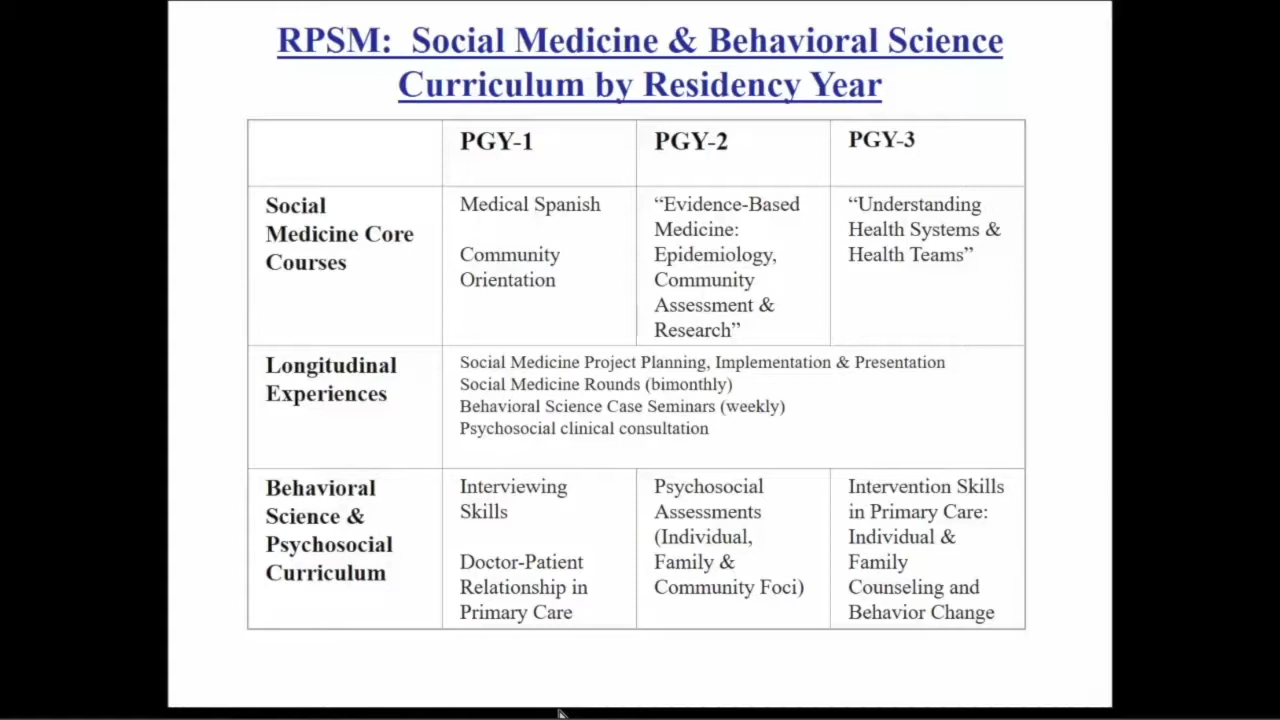 RPSM: Social Medicine & Behavioral Science
Curriculum by Residency Year
PGY-1
PGY-2
PGY-3
Social
Medicine Core
Courses
Medical Spanish
Community
Orientation
“Evidence-Based
Medicine:
Epidemiology,
Community
Assessment &
Research”
“Understanding
Health Systems &
Health Teams”
Longitudinal
Experiences
Social Medicine Project Planning, Implementation & Presentation
Social Medicine Rounds (bimonthly)
Behavioral Science Case Seminars (weekly)
Psychosocial clinical consultation
Behavioral
Science &
Psychosocial
Curriculum
Interviewing
Skills
Doctor-Patient
Relationship in
Primary Care
Psychosocial
Assessments
(Individual,
Family &
Community Foci)
Intervention Skills
in Primary Care:
Individual &
Family
Counseling and
Behavior Change